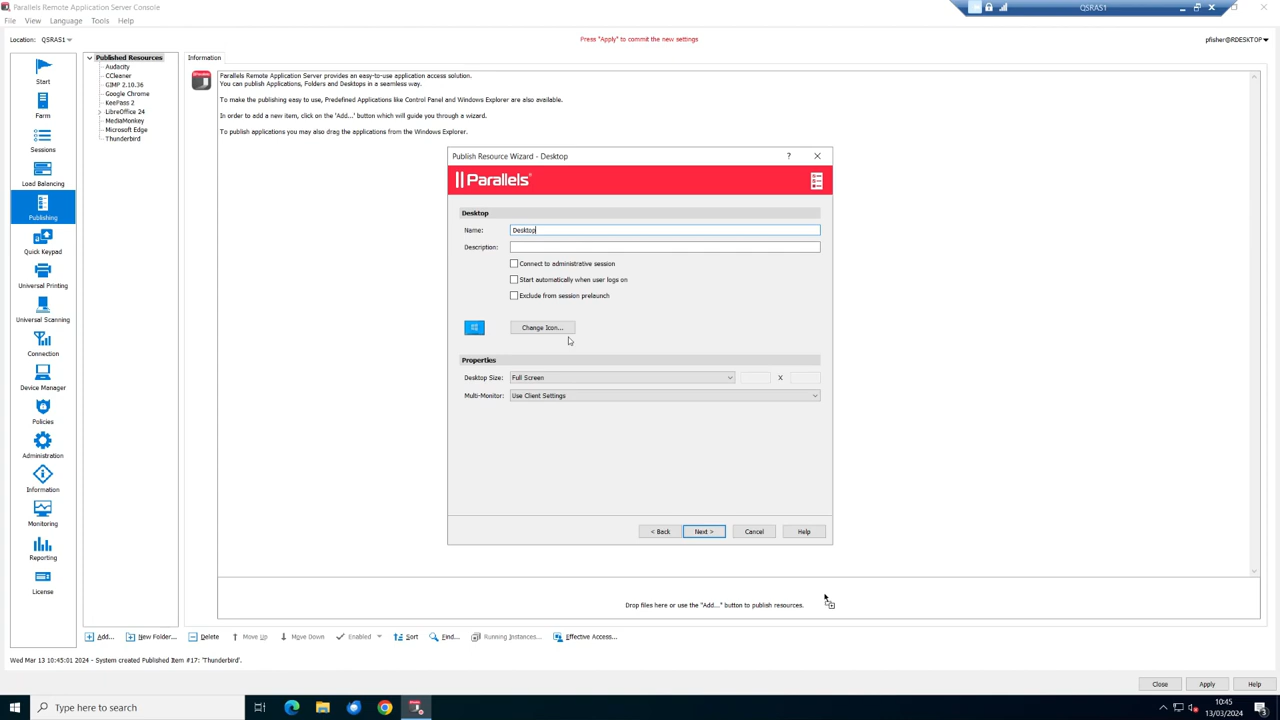 Parallels Remote Application Server Console
QSRAS1
File View Language Tools Help
Location: QSRAS1
Press "Apply" to commit the new settings
pfisher@RDESKTOP
Start
Farm
Sessions
Load Balancing
Publishing
Quick Keypad
Universal Printing
Universal Scanning
Connection
Device Manager
Policies
Administration
Information
Monitoring
Reporting
License
Published Resources
Audacity
CCleaner
GIMP 2.10.36
Google Chrome
KeePass 2
LibreOffice 24
MediaMonkey
Microsoft Edge
Thunderbird
Information
Parallels Remote Application Server provides an easy-to-use application access solution.
You can publish Applications, Folders and Desktops in a seamless way.
To make the publishing easy to use, Predefined Applications like Control Panel and Windows Explorer are also available.
In order to add a new item, click on the 'Add...' button which will guide you through a wizard.
To publish applications you may also drag the applications from the Windows Explorer.
Publish Resource Wizard - Desktop
?
Parallels®
Desktop
Name: Desktop
Description:
Connect to administrative session
Start automatically when user logs on
Exclude from session prelaunch
Change Icon...
Properties
Desktop Size: Full Screen X
Multi-Monitor: Use Client Settings
< Back Next > Cancel Help
Drop files here or use the "Add..." button to publish resources.
Add... New Folder... Delete Move Up Move Down Enabled Sort Find... Running Instances... Effective Access...
Wed Mar 13 10:45:01 2024 - System created Published Item #17: 'Thunderbird'.
Close Apply Help
Type here to search
10:45
13/03/2024
3